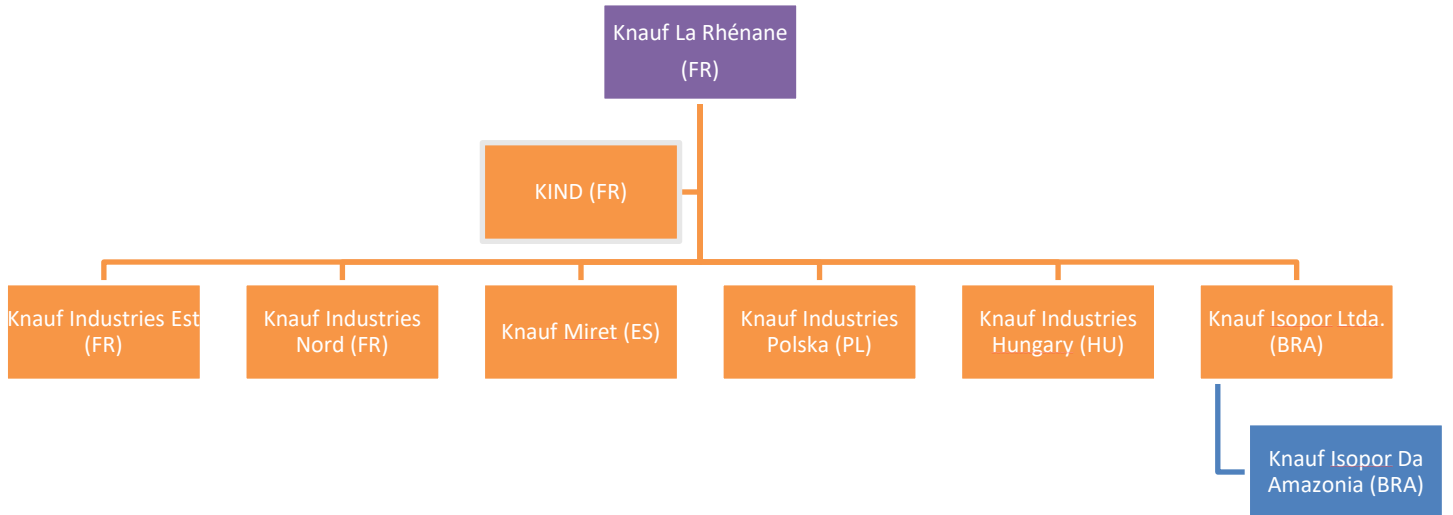 Knauf La Rhénane
(FR)
KIND (FR)
Knauf Industries Est
(FR)
Knauf Industries
Nord (FR)
Knauf Miret (ES)
Knauf Industries
Polska (PL)
Knauf Industries
Hungary (HU)
Knauf Isopor Ltda.
(BRA)
Knauf Isopor Da
Amazonia (BRA)